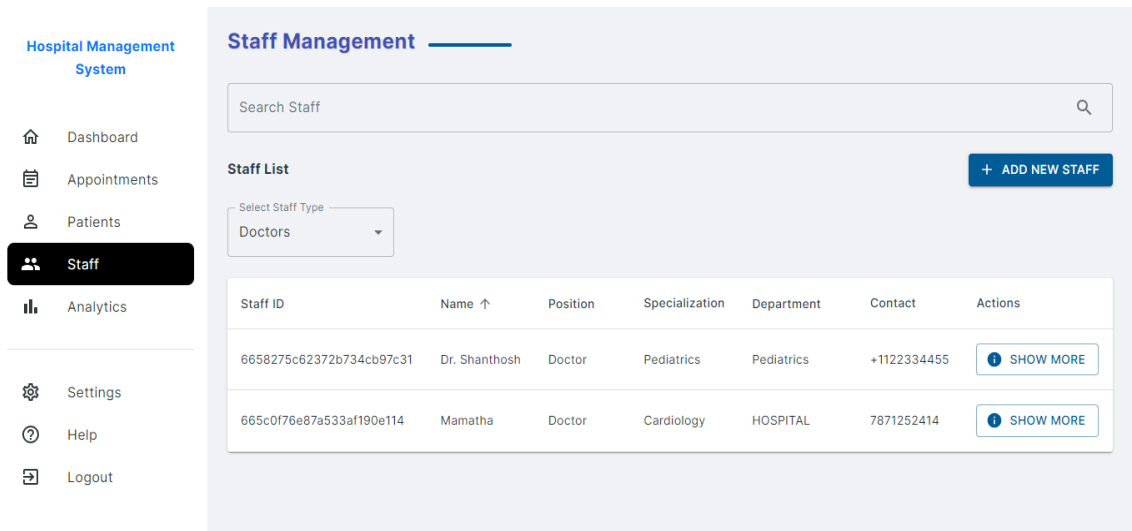 Hospital Management
System
Dashboard
Appointments
Patients
Staff
Analytics
Settings
Help
Logout
Staff Management
Search Staff
Staff List
+ ADD NEW STAFF
Select Staff Type
Doctors
Staff ID Name ↑ Position Specialization Department Contact Actions
6658275c62372b734cb97c31 Dr. Shanthosh Doctor Pediatrics Pediatrics +1122334455 SHOW MORE
665c0f76e87a533af190e114 Mamatha Doctor Cardiology HOSPITAL 7871252414 SHOW MORE